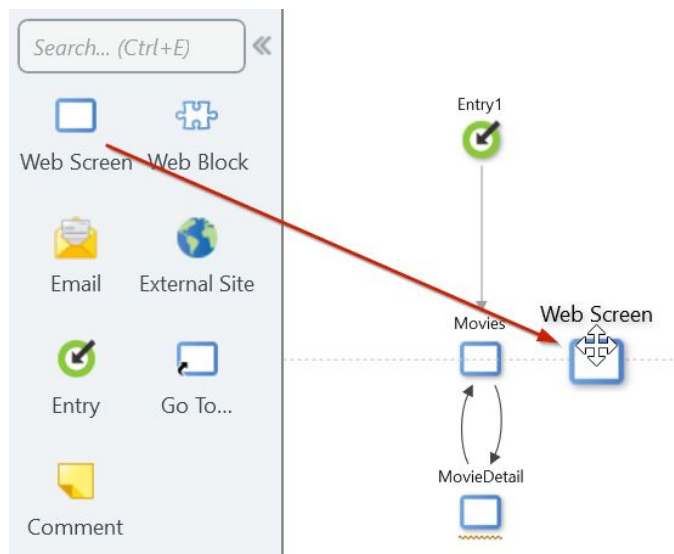 Search... (Ctrl+E)
Web Screen
Web Block
Email
External Site
Entry
Go To...
Comment
Entry1
Movies
Web Screen
MovieDetail